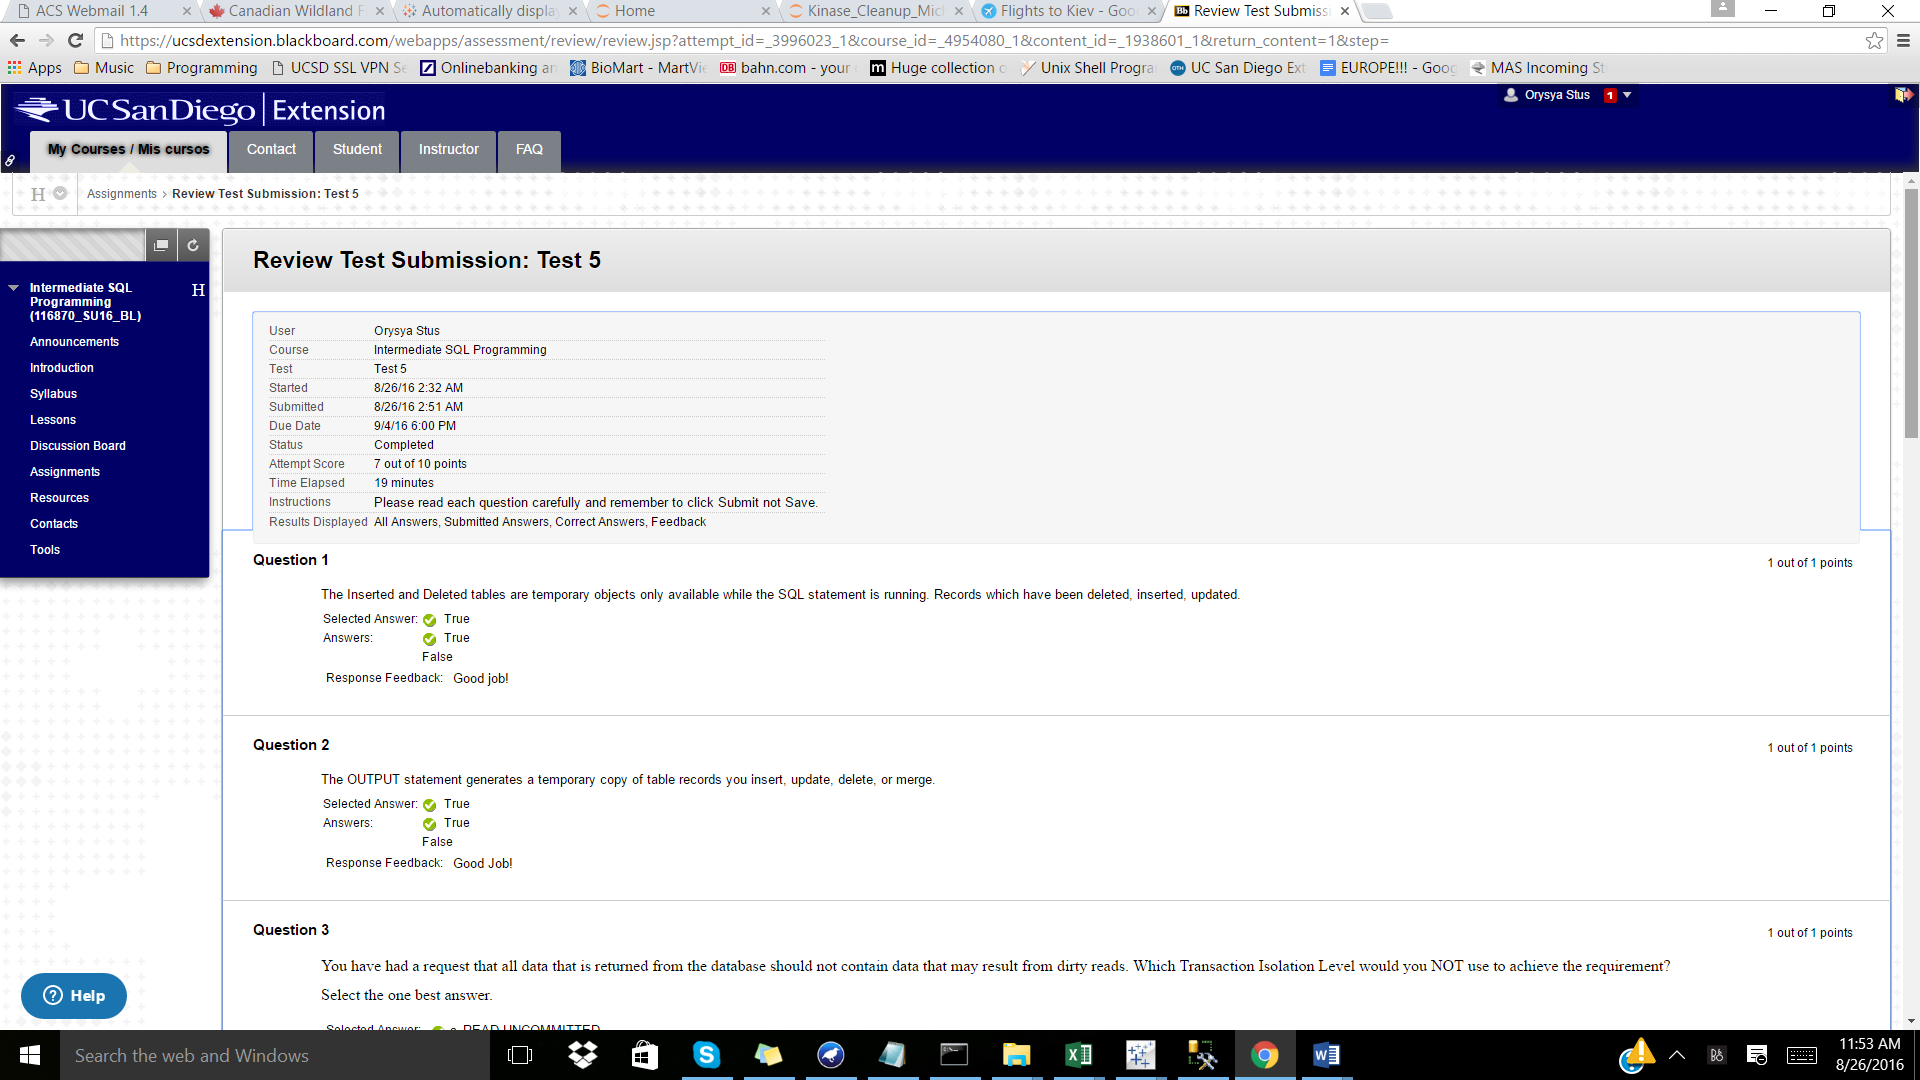 ACS Webmail 1.4
Canadian Wildland F
Automatically displa
Home
Kinase_Cleanup_Mic
Flights to Kiev - Goo
Bb Review Test Submiss
https://ucsdextension.blackboard.com/webapps/assessment/review/review.jsp?attempt_id=_3996023_1&course_id=_4954080_1&content_id=_1938601_1&return_content=1&step=
Apps Music Programming UCSD SSL VPN Se Onlinebanking an BioMart - MartVi DB bahn.com - your m Huge collection o Unix Shell Progra OTH UC San Diego Ext EUROPE!!! - Goog MAS Incoming St
UC San Diego | Extension
Orysya Stus 1
My Courses / Mis cursos Contact Student Instructor FAQ
H Assignments > Review Test Submission: Test 5
Intermediate SQL
Programming
(116870_SU16_BL)
H
Announcements
Introduction
Syllabus
Lessons
Discussion Board
Assignments
Resources
Contacts
Tools
Review Test Submission: Test 5
User Orysya Stus
Course Intermediate SQL Programming
Test Test 5
Started 8/26/16 2:32 AM
Submitted 8/26/16 2:51 AM
Due Date 9/4/16 6:00 PM
Status Completed
Attempt Score 7 out of 10 points
Time Elapsed 19 minutes
Instructions Please read each question carefully and remember to click Submit not Save.
Results Displayed All Answers, Submitted Answers, Correct Answers, Feedback
Question 1 1 out of 1 points
The Inserted and Deleted tables are temporary objects only available while the SQL statement is running. Records which have been deleted, inserted, updated.
Selected Answer: True
Answers: True
False
Response Feedback: Good job!
Question 2 1 out of 1 points
The OUTPUT statement generates a temporary copy of table records you insert, update, delete, or merge.
Selected Answer: True
Answers: True
False
Response Feedback: Good Job!
Question 3 1 out of 1 points
You have had a request that all data that is returned from the database should not contain data that may result from dirty reads. Which Transaction Isolation Level would you NOT use to achieve the requirement?
Select the one best answer.
Selected Answer: c. READ UNCOMMITTED
Help
Search the web and Windows
11:53 AM
8/26/2016